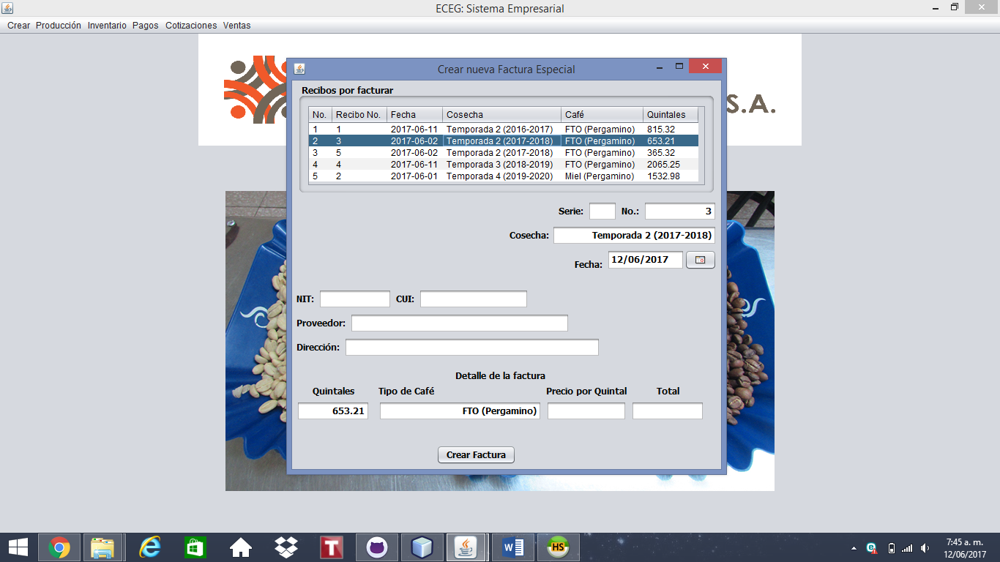 ECEG: Sistema Empresarial
Crear Producción Inventario Pagos Cotizaciones Ventas
S.A.
Crear nueva Factura Especial
Recibos por facturar
No. Recibo No. Fecha Cosecha Café Quintales
1 1 2017-06-11 Temporada 2 (2016-2017) FTO (Pergamino) 815.32
2 3 2017-06-02 Temporada 2 (2017-2018) FTO (Pergamino) 653.21
3 5 2017-06-02 Temporada 2 (2017-2018) FTO (Pergamino) 365.32
4 4 2017-06-11 Temporada 3 (2018-2019) FTO (Pergamino) 2065.25
5 2 2017-06-01 Temporada 4 (2019-2020) Miel (Pergamino) 1532.98
Serie: No.: 3
Cosecha: Temporada 2 (2017-2018)
Fecha: 12/06/2017
NIT: CUI:
Proveedor:
Dirección:
Detalle de la factura
Quintales Tipo de Café Precio por Quintal Total
653.21 FTO (Pergamino)
Crear Factura
T
W
HS
7:45 a. m.
12/06/2017